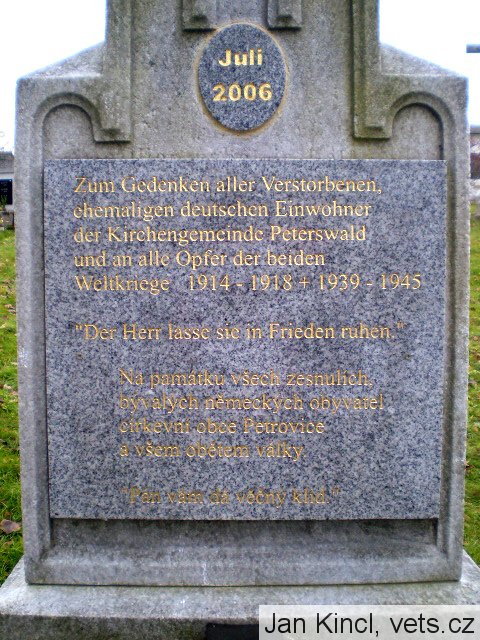 Juli
2006
Zum Gedenken aller Verstorbenen,
ehemaligen deutschen Einwohner
der Kirchengemeinde Peterswald
und an alle Opfer der beiden
Weltkriege 1914 - 1918 + 1939 - 1945
"Der Herr lasse sie in Frieden ruhen."
Na památku všech zesnulích,
bývalých německých obyvatel
církevní obce Petrovice
a všem obětem války
"Pán vám dá věčný klid."
Jan Kincl, vets.cz